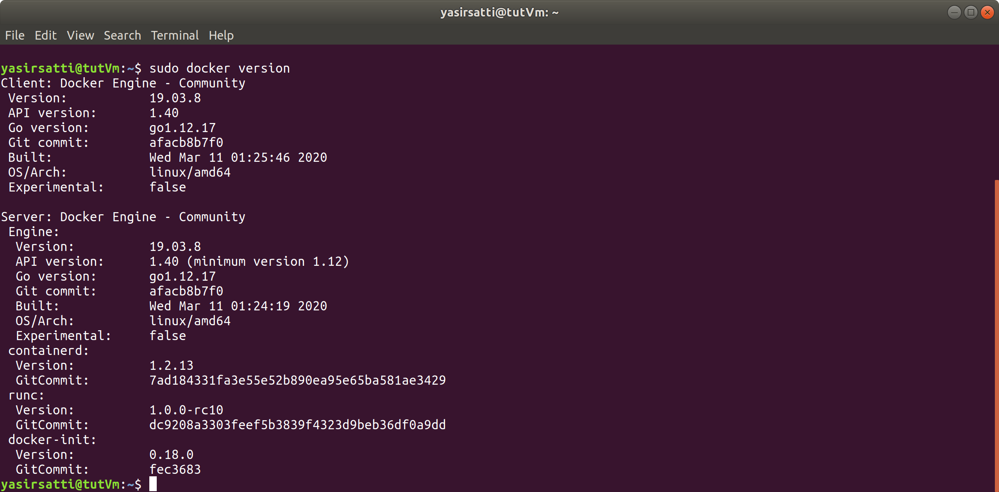 yasirsatti@tutVm: ~
File Edit View Search Terminal Help
yasirsatti@tutVm:~$ sudo docker version
Client: Docker Engine - Community
 Version:           19.03.8
 API version:       1.40
 Go version:        go1.12.17
 Git commit:        afacb8b7f0
 Built:             Wed Mar 11 01:25:46 2020
 OS/Arch:           linux/amd64
 Experimental:      false

Server: Docker Engine - Community
 Engine:
  Version:          19.03.8
  API version:      1.40 (minimum version 1.12)
  Go version:       go1.12.17
  Git commit:       afacb8b7f0
  Built:            Wed Mar 11 01:24:19 2020
  OS/Arch:          linux/amd64
  Experimental:     false
 containerd:
  Version:          1.2.13
  GitCommit:        7ad184331fa3e55e52b890ea95e65ba581ae3429
 runc:
  Version:          1.0.0-rc10
  GitCommit:        dc9208a3303feef5b3839f4323d9beb36df0a9dd
 docker-init:
  Version:          0.18.0
  GitCommit:        fec3683
yasirsatti@tutVm:~$